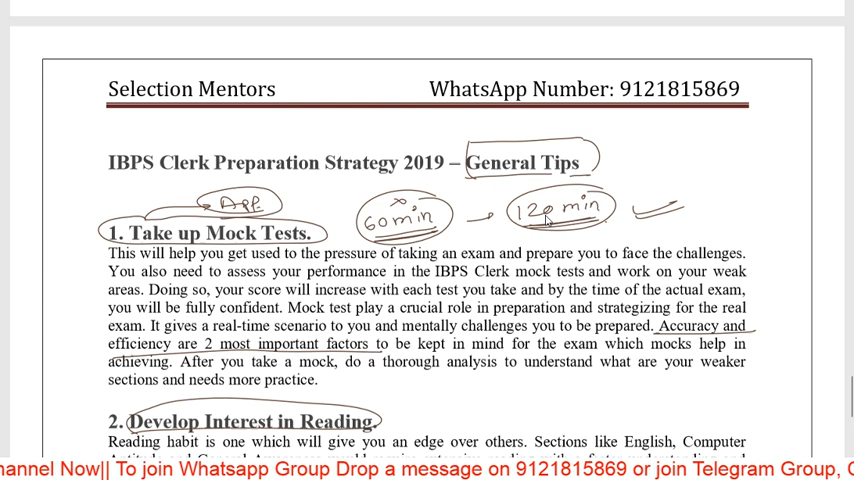 Selection Mentors WhatsApp Number: 9121815869
IBPS Clerk Preparation Strategy 2019 – General Tips
App
60 min → 120 min
1. Take up Mock Tests.
This will help you get used to the pressure of taking an exam and prepare you to face the challenges.
You also need to assess your performance in the IBPS Clerk mock tests and work on your weak
areas. Doing so, your score will increase with each test you take and by the time of the actual exam,
you will be fully confident. Mock test play a crucial role in preparation and strategizing for the real
exam. It gives a real-time scenario to you and mentally challenges you to be prepared. Accuracy and
efficiency are 2 most important factors to be kept in mind for the exam which mocks help in
achieving. After you take a mock, do a thorough analysis to understand what are your weaker
sections and needs more practice.
2. Develop Interest in Reading.
Reading habit is one which will give you an edge over others. Sections like English, Computer
hannel Now|| To join Whatsapp Group Drop a message on 9121815869 or join Telegram Group, C